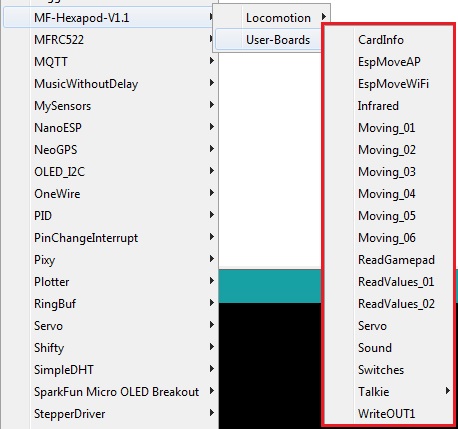 MF-Hexapod-V1.1
MFRC522
MQTT
MusicWithoutDelay
MySensors
NanoESP
NeoGPS
OLED_I2C
OneWire
PID
PinChangeInterrupt
Pixy
Plotter
RingBuf
Servo
Shifty
SimpleDHT
SparkFun Micro OLED Breakout
StepperDriver
Locomotion
User-Boards
CardInfo
EspMoveAP
EspMoveWiFi
Infrared
Moving_01
Moving_02
Moving_03
Moving_04
Moving_05
Moving_06
ReadGamepad
ReadValues_01
ReadValues_02
Servo
Sound
Switches
Talkie
WriteOUT1